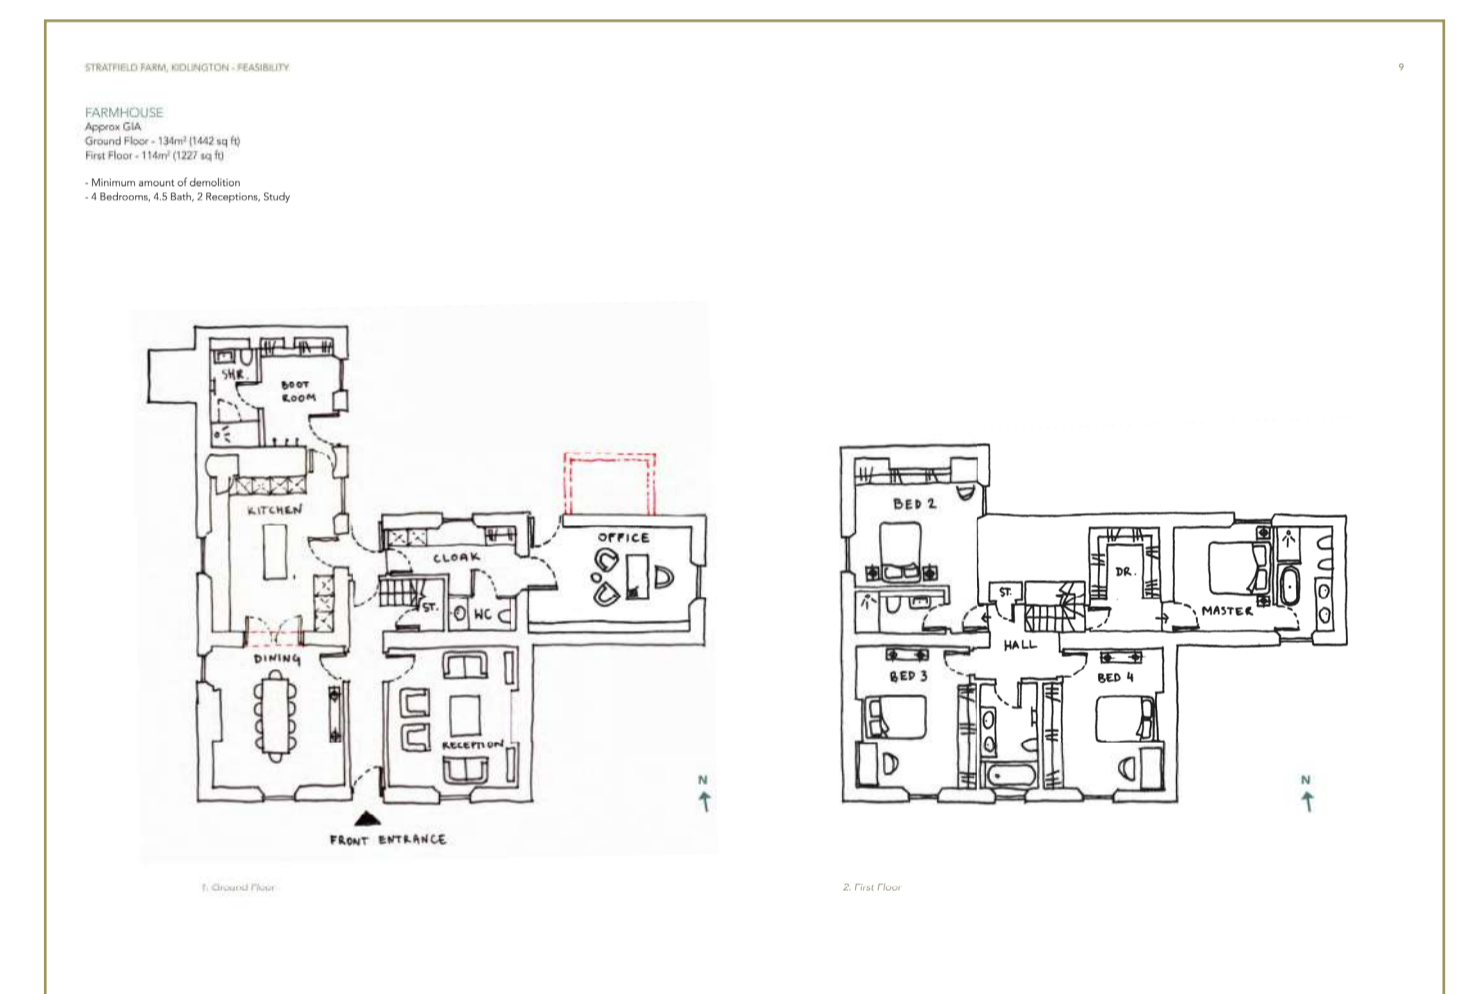 STRATFIELD FARM, KIDLINGTON - FEASIBILITY.
9
FARMHOUSE
Approx GIA
Ground Floor - 134m² (1442 sq ft)
First Floor - 114m² (1227 sq ft)
- Minimum amount of demolition
- 4 Bedrooms, 4.5 Bath, 2 Receptions, Study
SHR.
BOOT
ROOM
KITCHEN
CLOAK
OFFICE
ST.
WC
DINING
RECEPTION
N
FRONT ENTRANCE
1. Ground Floor
BED 2
DR.
ST.
MASTER
HALL
BED 3
BED 4
N
2. First Floor